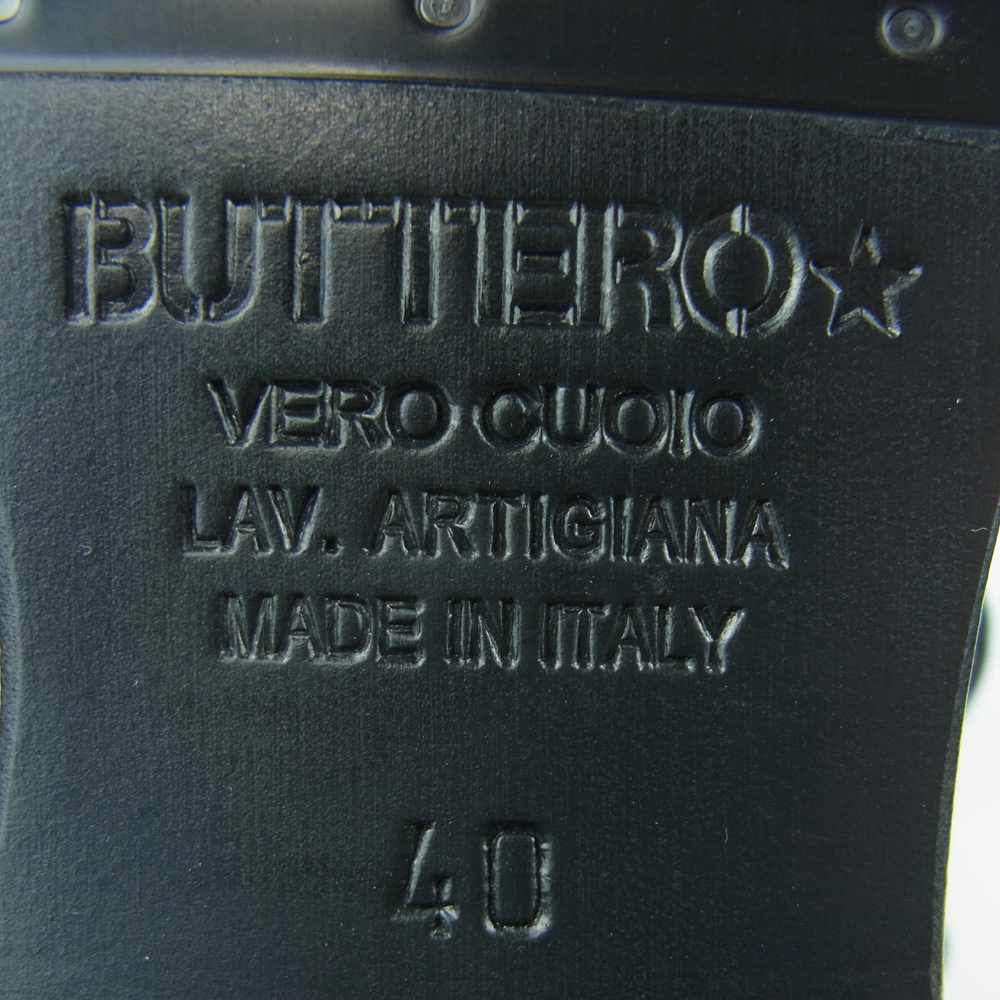 BUTTERO
VERO CUOIO
LAV. ARTIGIANA
MADE IN ITALY
40